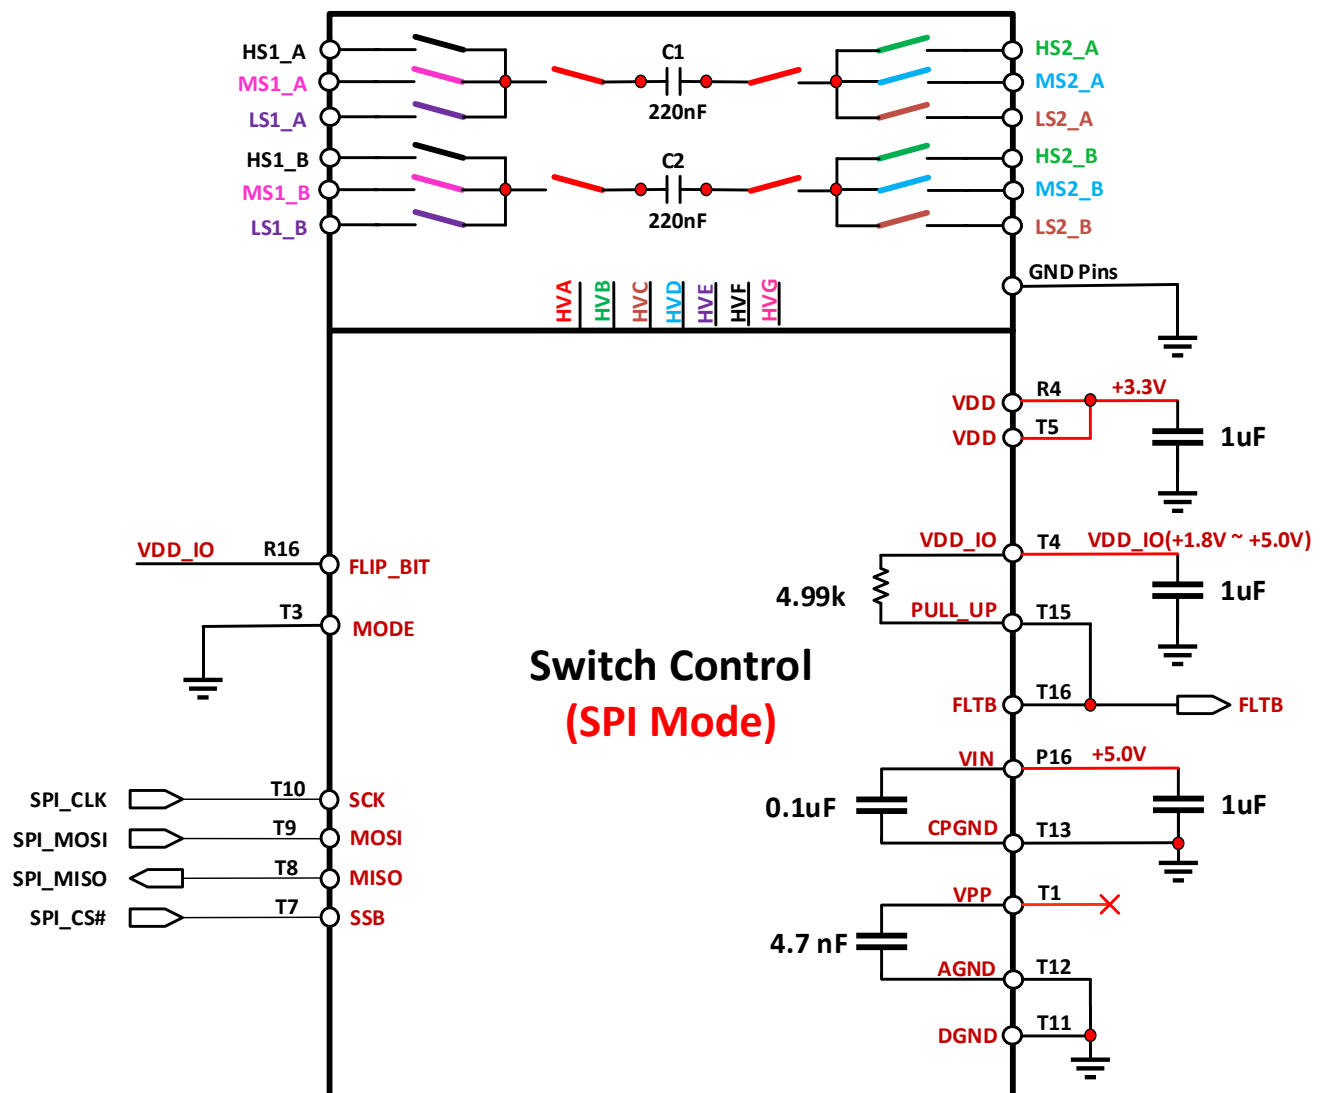 HS1_A
C1
HS2_A
MS1_A
MS2_A
220nF
LS1_A
LS2_A
HS1_B
C2
HS2_B
MS1_B
MS2_B
220nF
LS1_B
LS2_B
GND Pins
HVA
HVB
HVC
HVD
HVE
HVF
HVG
VDD
R4
+3.3V
VDD
T5
1uF
VDD_IO
R16
FLIP_BIT
VDD_IO
T4
VDD_IO(+1.8V ~ +5.0V)
4.99k
1uF
T3
MODE
PULL_UP
T15
Switch Control
(SPI Mode)
FLTB
T16
FLTB
VIN
P16
+5.0V
SPI_CLK
T10
SCK
0.1uF
1uF
SPI_MOSI
T9
MOSI
CPGND
T13
SPI_MISO
T8
MISO
VPP
T1
SPI_CS#
T7
SSB
4.7 nF
AGND
T12
DGND
T11